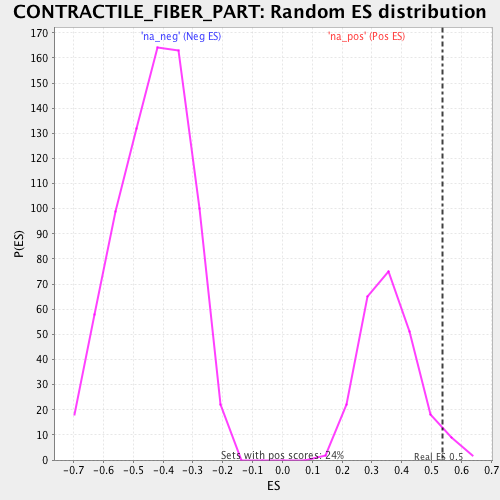 CONTRACTILE_FIBER_PART: Random ES distribution
'na_neg' (Neg ES) 'na_pos' (Pos ES)
170
160
150
140
130
120
110
100
90
80
70
60
50
40
30
20
10
0
P(ES)
Sets with pos scores: 24%
Real ES 0.5
-0.7 -0.6 -0.5 -0.4 -0.3 -0.2 -0.1 0.0 0.1 0.2 0.3 0.4 0.5 0.6 0.7
ES